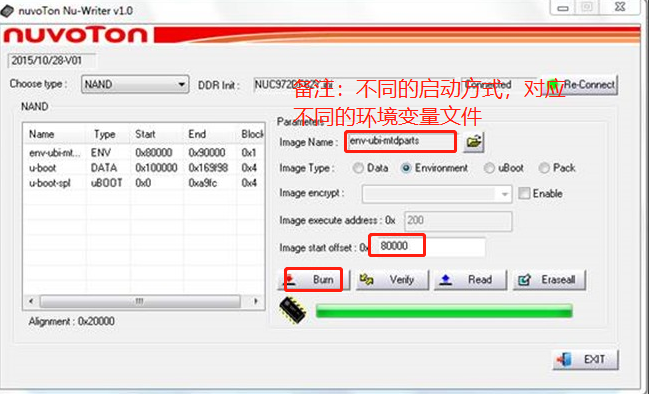 nuvoTon Nu-Writer v1.0
nuvoTon
2015/10/28-V01
Choose type : NAND DDR Init : Connected Re-Connect
备注：不同的启动方式，对应
不同的环境变量文件
NAND
Parameters
Name Type Start End Block
env-ubi-mt... ENV 0x80000 0x90000 0x1
u-boot DATA 0x100000 0x169f98 0x4
u-boot-spl uBOOT 0x0 0xa9fc 0x4
Image Name : env-ubi-mtdparts
Image Type : Data Environment uBoot Pack
Image encrypt : Enable
Image execute address : 0x 200
Image start offset : 0x 80000
Burn Verify Read Eraseall
Alignment : 0x20000
EXIT